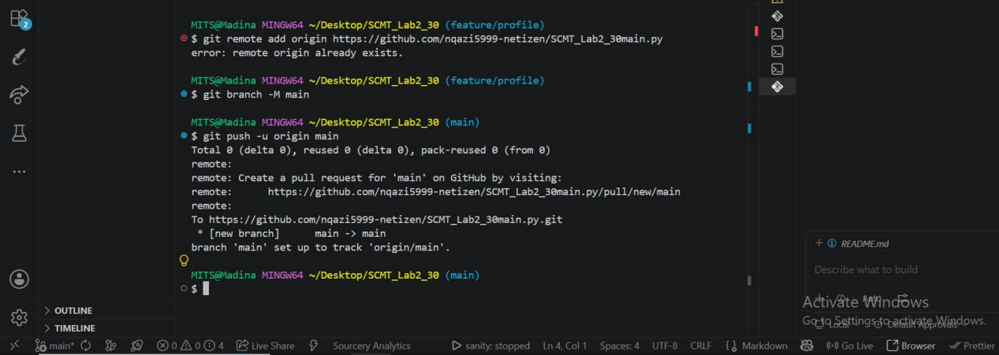 2
MITS@Madina MINGW64 ~/Desktop/SCMT_Lab2_30 (feature/profile)
$ git remote add origin https://github.com/nqazi5999-netizen/SCMT_Lab2_30main.py
error: remote origin already exists.
MITS@Madina MINGW64 ~/Desktop/SCMT_Lab2_30 (feature/profile)
$ git branch -M main
MITS@Madina MINGW64 ~/Desktop/SCMT_Lab2_30 (main)
$ git push -u origin main
Total 0 (delta 0), reused 0 (delta 0), pack-reused 0 (from 0)
remote:
remote: Create a pull request for 'main' on GitHub by visiting:
remote:      https://github.com/nqazi5999-netizen/SCMT_Lab2_30main.py/pull/new/main
remote:
To https://github.com/nqazi5999-netizen/SCMT_Lab2_30main.py.git
 * [new branch]      main -> main
branch 'main' set up to track 'origin/main'.
MITS@Madina MINGW64 ~/Desktop/SCMT_Lab2_30 (main)
$
README.md
Describe what to build
Auto
Activate Windows
Go to Settings to activate Windows.
Local Default Approvals
OUTLINE
TIMELINE
main* 0 0 4 Live Share Sourcery Analytics sanity: stopped Ln 4, Col 1 Spaces: 4 UTF-8 CRLF Markdown Go Live Browser Prettier